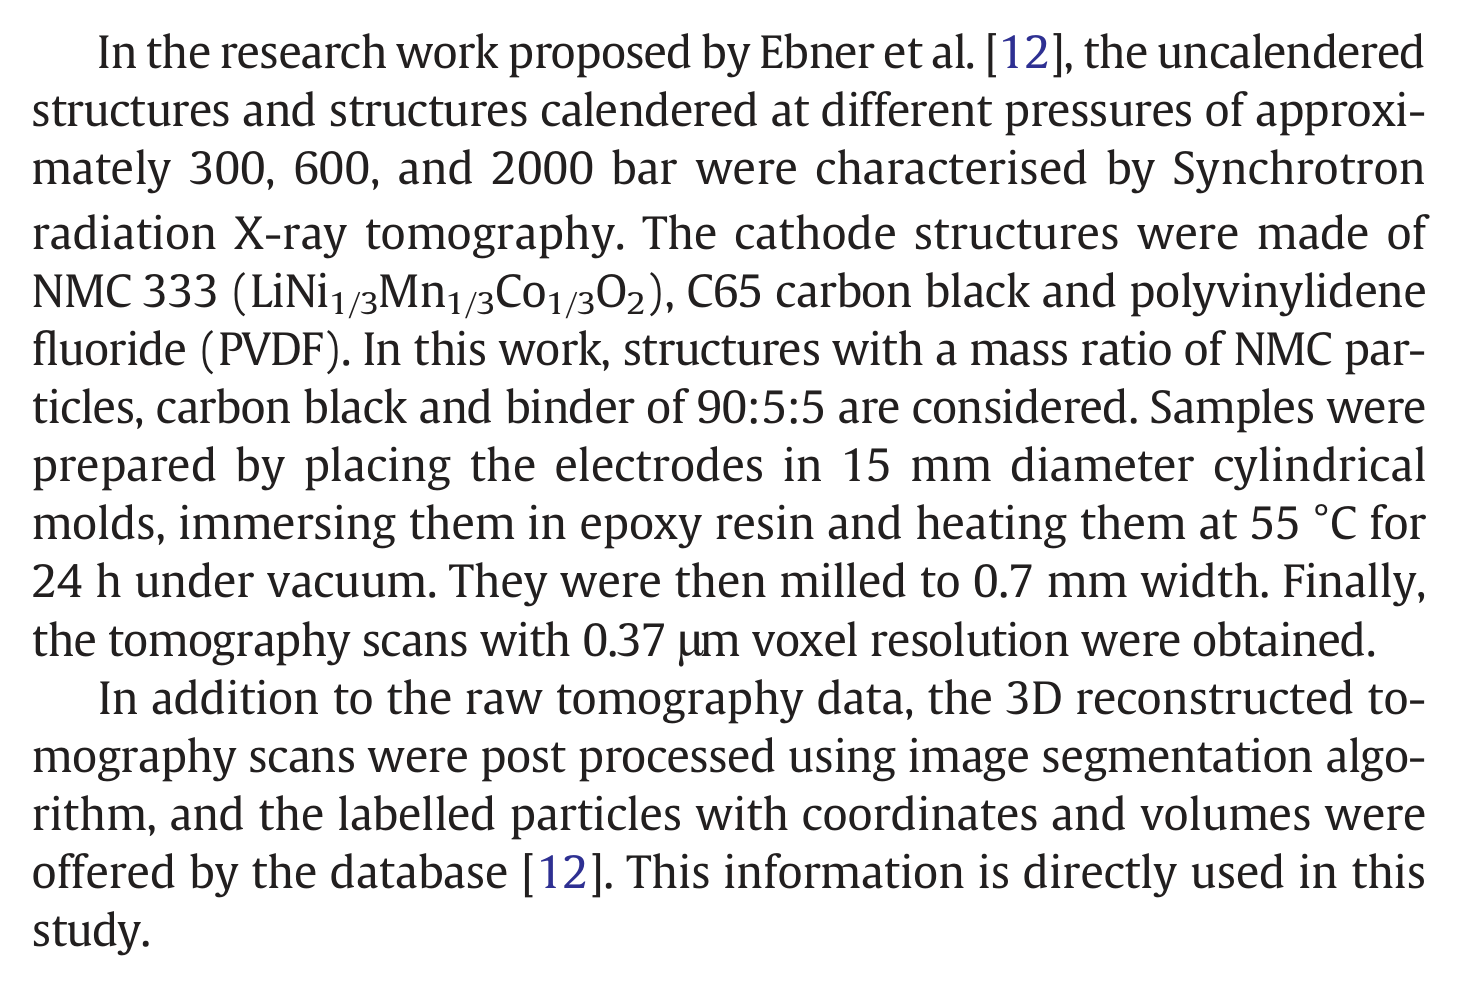 In the research work proposed by Ebner et al. [12], the uncalendered
structures and structures calendered at different pressures of approxi-
mately 300, 600, and 2000 bar were characterised by Synchrotron
radiation X-ray tomography. The cathode structures were made of
NMC 333 (LiNi1/3Mn1/3Co1/3O2), C65 carbon black and polyvinylidene
fluoride (PVDF). In this work, structures with a mass ratio of NMC par-
ticles, carbon black and binder of 90:5:5 are considered. Samples were
prepared by placing the electrodes in 15 mm diameter cylindrical
molds, immersing them in epoxy resin and heating them at 55 °C for
24 h under vacuum. They were then milled to 0.7 mm width. Finally,
the tomography scans with 0.37 μm voxel resolution were obtained.
In addition to the raw tomography data, the 3D reconstructed to-
mography scans were post processed using image segmentation algo-
rithm, and the labelled particles with coordinates and volumes were
offered by the database [12]. This information is directly used in this
study.